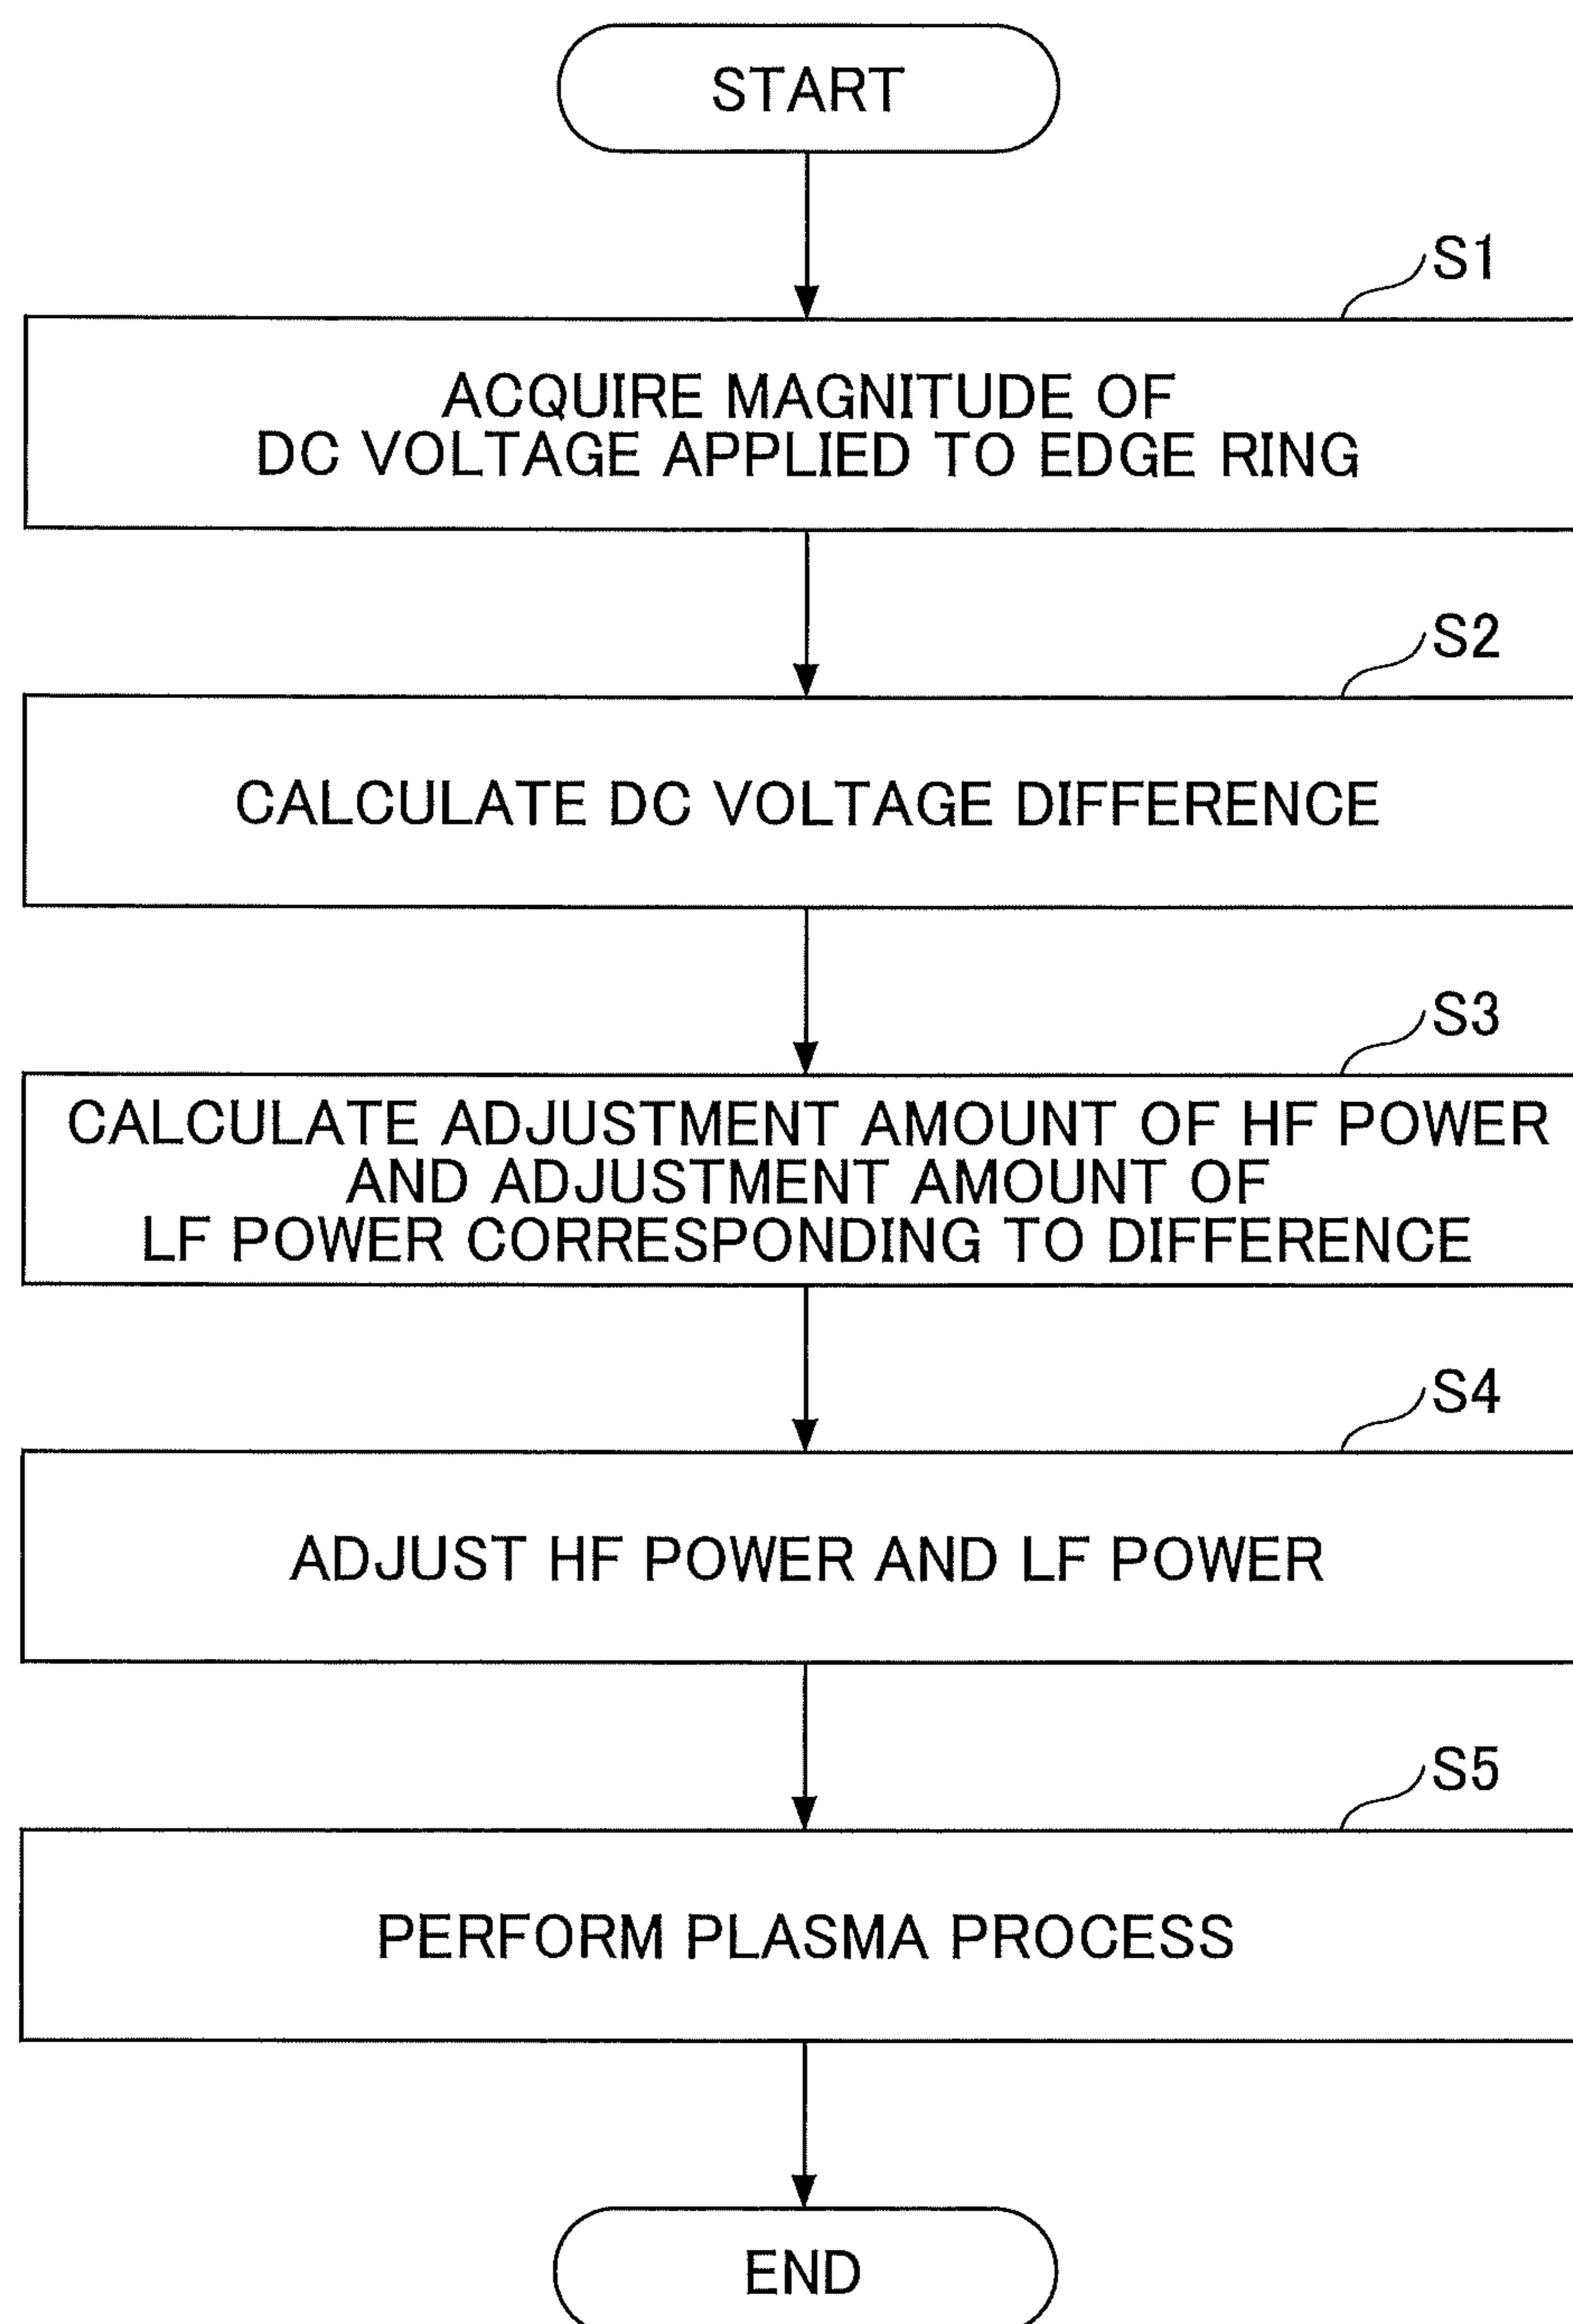 START
S1
ACQUIRE MAGNITUDE OF
DC VOLTAGE APPLIED TO EDGE RING
S2
CALCULATE DC VOLTAGE DIFFERENCE
S3
CALCULATE ADJUSTMENT AMOUNT OF HF POWER
AND ADJUSTMENT AMOUNT OF
LF POWER CORRESPONDING TO DIFFERENCE
S4
ADJUST HF POWER AND LF POWER
S5
PERFORM PLASMA PROCESS
END